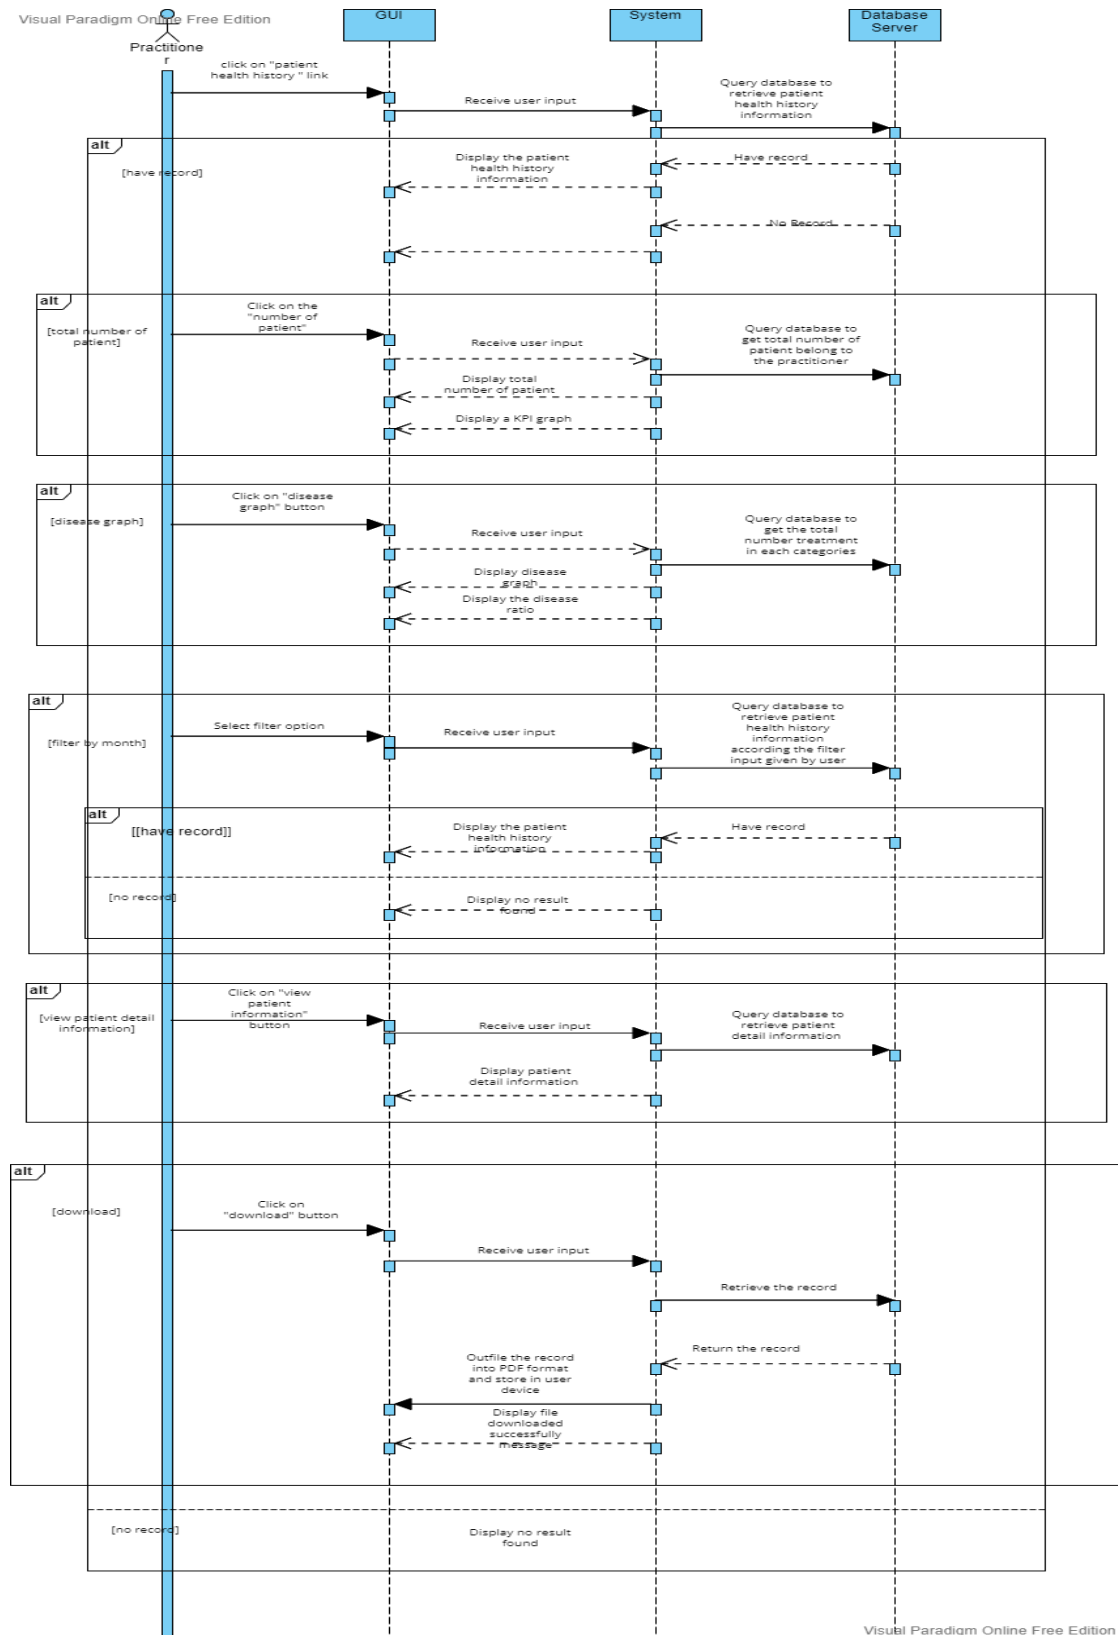 Visual Paradigm Online Free Edition
GUI
System
Database
Server
Practitione
r
click on "patient
health history " link
Receive user input
Query database to
retrieve patient
health history
information
alt
[have record]
Display the patient
health history
information
Have record
No Record
alt
[total number of
patient]
Click on the
"number of
patient"
Receive user input
Query database to
get total number of
patient belong to
the practitioner
Display total
number of patient
Display a KPI graph
alt
[disease graph]
Click on "disease
graph" button
Receive user input
Query database to
get the total
number treatment
in each categories
Display disease
graph
Display the disease
ratio
alt
[filter by month]
Select filter option
Receive user input
Query database to
retrieve patient
health history
information
according the filter
input given by user
alt
[[have record]]
Display the patient
health history
information
Have record
[no record]
Display no result
found
alt
[view patient detail
information]
Click on "view
patient
information"
button
Receive user input
Query database to
retrieve patient
detail information
Display patient
detail information
alt
[download]
Click on
"download" button
Receive user input
Retrieve the record
Return the record
Outfile the record
into PDF format
and store in user
device
Display file
downloaded
successfully
message
[no record]
Display no result
found
Visual Paradigm Online Free Edition